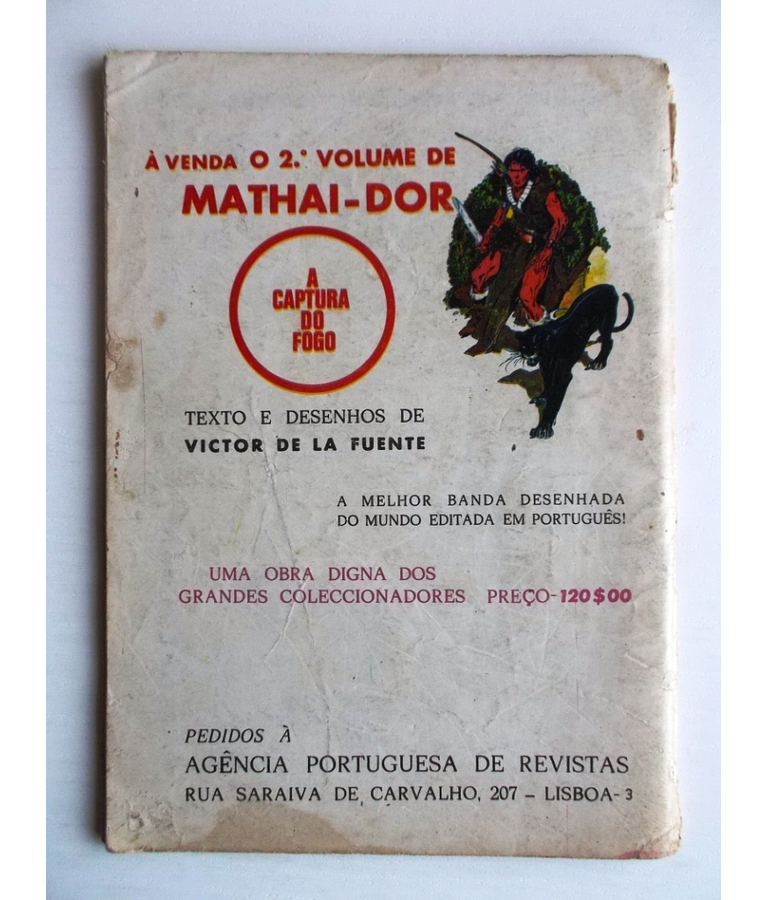 À VENDA O 2.º VOLUME DE
MATHAI-DOR
A
CAPTURA
DO
FOGO
TEXTO E DESENHOS DE
VICTOR DE LA FUENTE
A MELHOR BANDA DESENHADA
DO MUNDO EDITADA EM PORTUGUÊS!
UMA OBRA DIGNA DOS
GRANDES COLECCIONADORES PREÇO-120$00
PEDIDOS À
AGÊNCIA PORTUGUESA DE REVISTAS
RUA SARAIVA DE CARVALHO, 207 – LISBOA-3